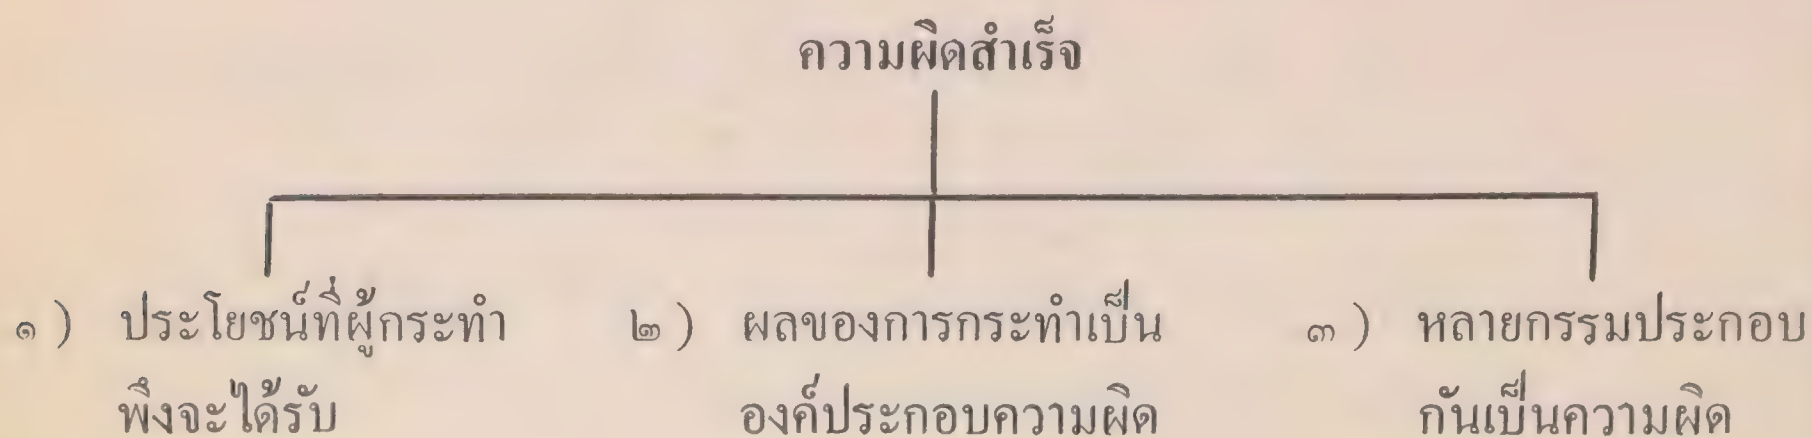 ความผิดสำเร็จ
๑) ประโยชน์ที่ผู้กระทำ
พึงจะได้รับ
๒) ผลของการกระทำเป็น
องค์ประกอบความผิด
๓) หลายกรรมประกอบ
กันเป็นความผิด